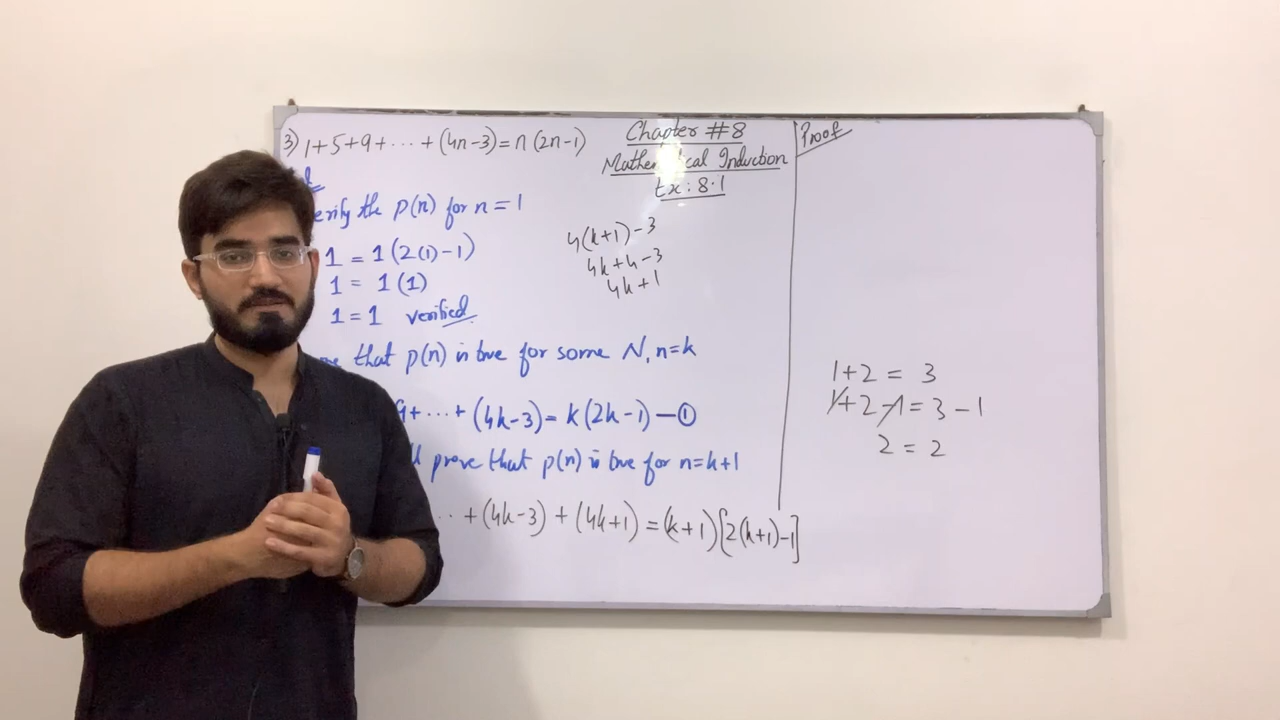 3) 1+5+9+ ··· + (4n-3) = n (2n-1)
the p(n) for n = 1
1 = 1 (2(1) -1)
1 = 1 (1)
1 = 1 verified
that p(n) is true for some N, n=k
9+ ··· + (4k-3) = k (2k-1) —①
prove that p(n) is true for n=k+1
·· + (4k-3) + (4k+1) = (k+1) [2(k+1)-1]
Chapter #8
Mathematical Induction
Ex: 8.1
4(k+1) -3
4k+4-3
4k+1
Proof
1+2 = 3
1+2-1 = 3-1
2 = 2